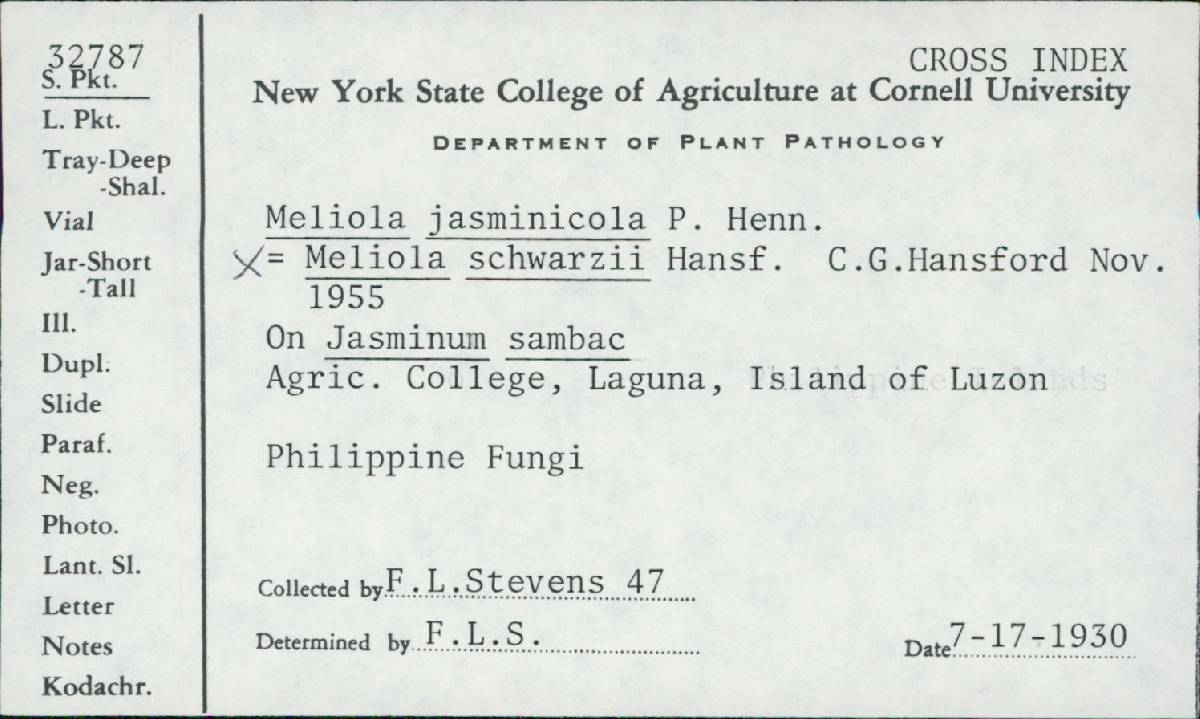 32787
S. Pkt.
L. Pkt.
Tray-Deep
-Shal.
Vial
Jar-Short
-Tall
Ill.
Dupl.
Slide
Paraf.
Neg.
Photo.
Lant. Sl.
Letter
Notes
Kodachr.
CROSS INDEX
New York State College of Agriculture at Cornell University
DEPARTMENT OF PLANT PATHOLOGY
Meliola jasminicola P. Henn.
X= Meliola schwarzii Hansf. C.G.Hansford Nov.
1955
On Jasminum sambac
Agric. College, Laguna, Island of Luzon
Philippine Fungi
Collected by F.L.Stevens 47
Determined by F.L.S.
Date 7-17-1930